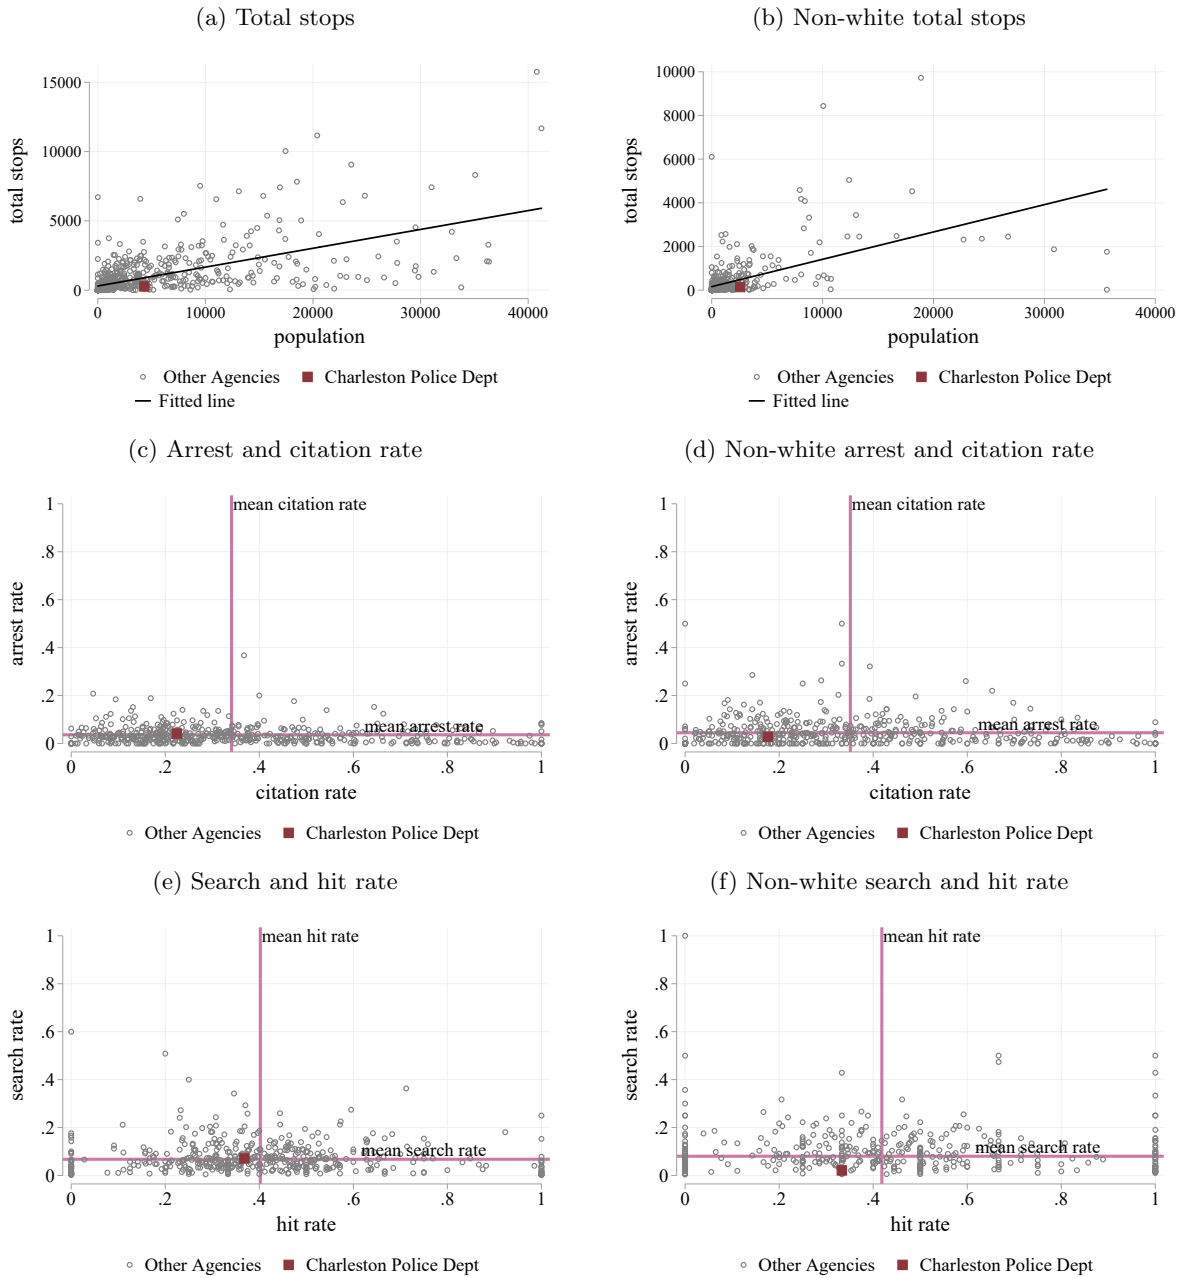 (a) Total stops
15000
10000
5000
0
total stops
0 10000 20000 30000 40000
population
Other Agencies Charleston Police Dept
Fitted line
(b) Non-white total stops
10000
8000
6000
4000
2000
0
total stops
0 10000 20000 30000 40000
population
Other Agencies Charleston Police Dept
Fitted line
(c) Arrest and citation rate
1
.8
.6
.4
.2
0
arrest rate
mean citation rate
mean arrest rate
0 .2 .4 .6 .8 1
citation rate
Other Agencies Charleston Police Dept
(d) Non-white arrest and citation rate
1
.8
.6
.4
.2
0
arrest rate
mean citation rate
mean arrest rate
0 .2 .4 .6 .8 1
citation rate
Other Agencies Charleston Police Dept
(e) Search and hit rate
1
.8
.6
.4
.2
0
search rate
mean hit rate
mean search rate
0 .2 .4 .6 .8 1
hit rate
Other Agencies Charleston Police Dept
(f) Non-white search and hit rate
1
.8
.6
.4
.2
0
search rate
mean hit rate
mean search rate
0 .2 .4 .6 .8 1
hit rate
Other Agencies Charleston Police Dept